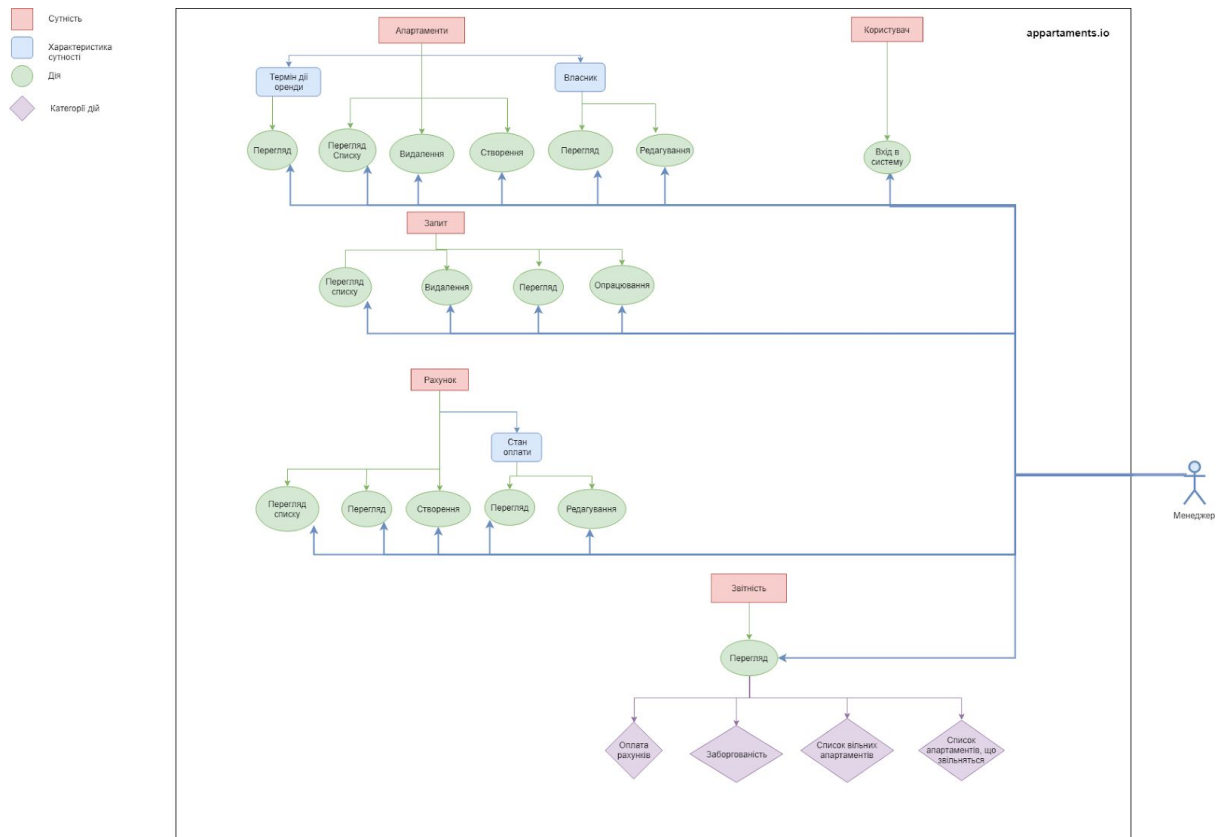 Сутність
Характеристика
сутності
Дія
Категорії дій
appartaments.io
Апартаменти
Користувач
Термін дії
оренди
Власник
Перегляд
Перегляд
Списку
Видалення
Створення
Перегляд
Редагування
Вхід в
систему
Запит
Перегляд
списку
Видалення
Перегляд
Опрацювання
Рахунок
Стан
оплати
Перегляд
списку
Перегляд
Створення
Перегляд
Редагування
Менеджер
Звітність
Перегляд
Оплата
рахунків
Заборгованість
Список вільних
апартаментів
Список
апартаментів, що
звільняться